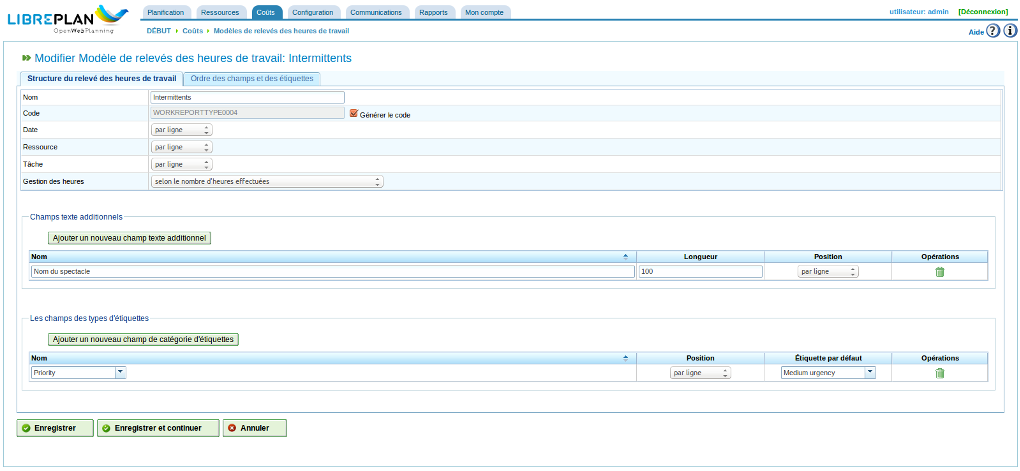 LIBREPLAN
OpenWebPlanning
Planification Ressources Coûts Configuration Communications Rapports Mon compte
utilisateur: admin [Déconnexion]
DÉBUT Coûts Modèles de relevés des heures de travail
Aide ? i
Modifier Modèle de relevés des heures de travail: Intermittents
Structure du relevé des heures de travail Ordre des champs et des étiquettes
Nom Intermittents
Code WORKREPORTTYPE0004 Générer le code
Date par ligne
Ressource par ligne
Tâche par ligne
Gestion des heures selon le nombre d'heures effectuées
Champs texte additionnels
Ajouter un nouveau champ texte additionnel
Nom Longueur Position Opérations
Nom du spectacle 100 par ligne
Les champs des types d'étiquettes
Ajouter un nouveau champ de catégorie d'étiquettes
Nom Position Étiquette par défaut Opérations
Priority par ligne Medium urgency
Enregistrer Enregistrer et continuer Annuler